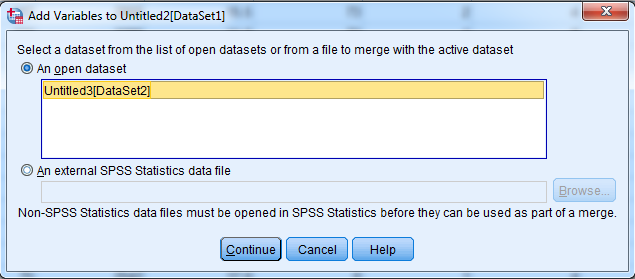 Add Variables to Untitled2[DataSet1]
Select a dataset from the list of open datasets or from a file to merge with the active dataset
An open dataset
Untitled3[DataSet2]
An external SPSS Statistics data file
Browse...
Non-SPSS Statistics data files must be opened in SPSS Statistics before they can be used as part of a merge.
Continue Cancel Help